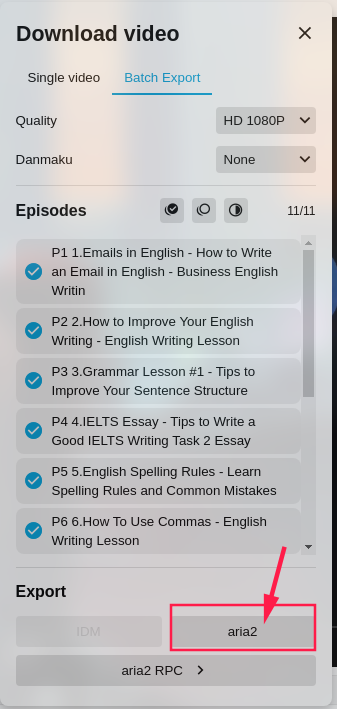 Download video
Single video
Batch Export
Quality
HD 1080P
Danmaku
None
Episodes
11/11
P1 1.Emails in English - How to Write
an Email in English - Business English
Writin
P2 2.How to Improve Your English
Writing - English Writing Lesson
P3 3.Grammar Lesson #1 - Tips to
Improve Your Sentence Structure
P4 4.IELTS Essay - Tips to Write a
Good IELTS Writing Task 2 Essay
P5 5.English Spelling Rules - Learn
Spelling Rules and Common Mistakes
P6 6.How To Use Commas - English
Writing Lesson
Export
IDM
aria2
aria2 RPC